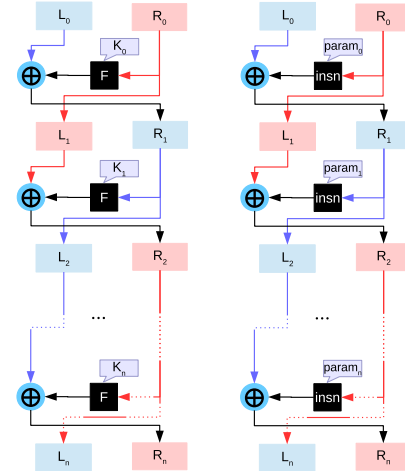 L0 R0 L0 R0
K0 param0
F insn
L1 R1 L1 R1
K1 param1
F insn
L2 R2 L2 R2
... ...
Kn paramn
F insn
Ln Rn Ln Rn